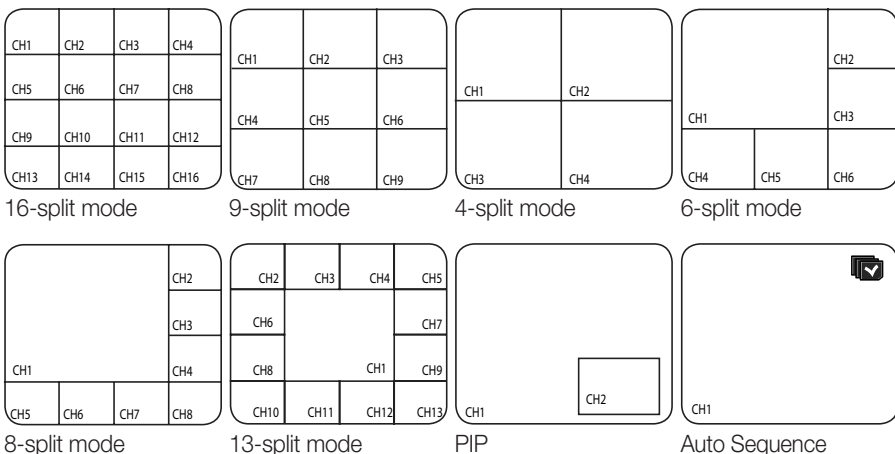 CH1 CH2 CH3 CH4
CH5 CH6 CH7 CH8
CH9 CH10 CH11 CH12
CH13 CH14 CH15 CH16
16-split mode
CH1 CH2 CH3
CH4 CH5 CH6
CH7 CH8 CH9
9-split mode
CH1 CH2
CH3 CH4
4-split mode
CH2
CH1 CH3
CH4 CH5 CH6
6-split mode
CH2
CH3
CH1 CH4
CH5 CH6 CH7 CH8
8-split mode
CH2 CH3 CH4 CH5
CH6 CH7
CH8 CH1 CH9
CH10 CH11 CH12 CH13
13-split mode
CH2
CH1
PIP
CH1
Auto Sequence